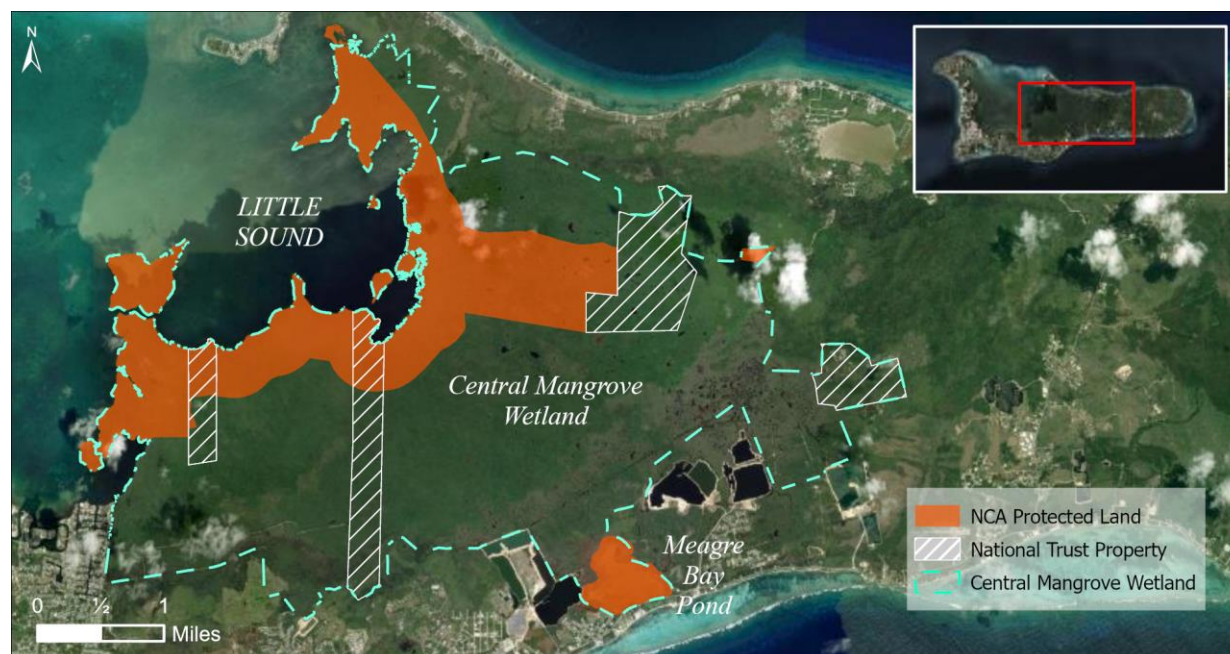 N
LITTLE
SOUND
Central Mangrove
Wetland
Meagre
Bay
Pond
NCA Protected Land
National Trust Property
Central Mangrove Wetland
0 ½ 1
Miles